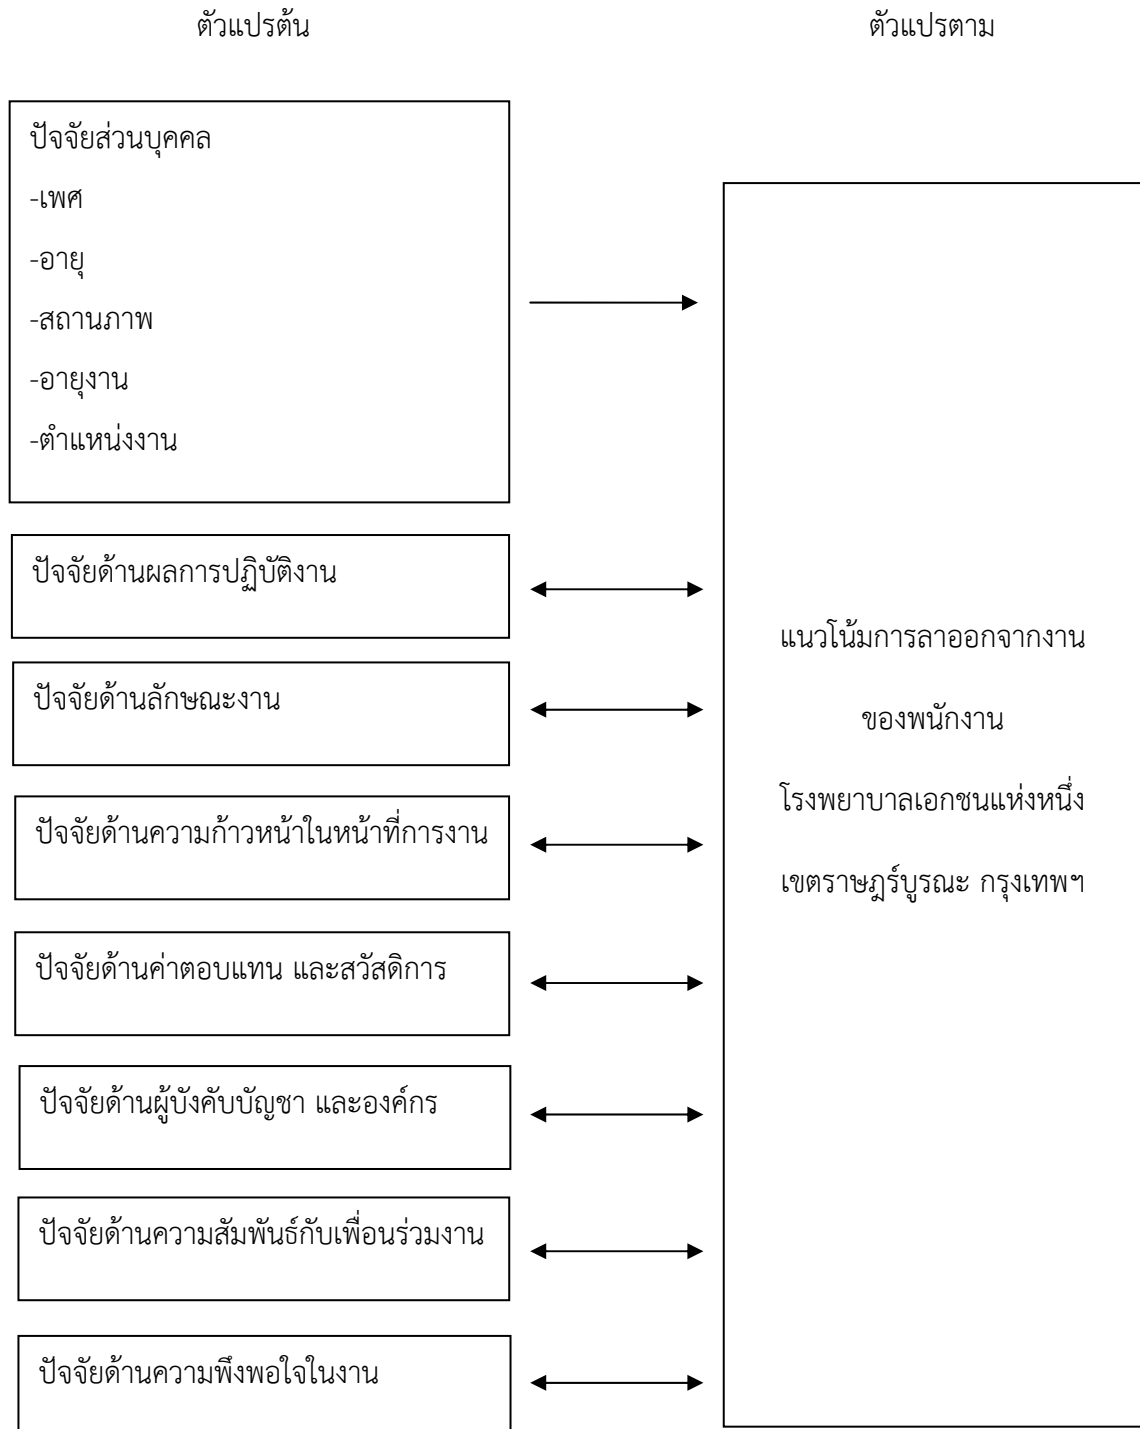 ตัวแปรต้น
ตัวแปรตาม
ปัจจัยส่วนบุคคล
-เพศ
-อายุ
-สถานภาพ
-อายุงาน
-ตำแหน่งงาน
ปัจจัยด้านผลการปฏิบัติงาน
ปัจจัยด้านลักษณะงาน
ปัจจัยด้านความก้าวหน้าในหน้าที่การงาน
ปัจจัยด้านค่าตอบแทน และสวัสดิการ
ปัจจัยด้านผู้บังคับบัญชา และองค์กร
ปัจจัยด้านความสัมพันธ์กับเพื่อนร่วมงาน
ปัจจัยด้านความพึงพอใจในงาน
แนวโน้มการลาออกจากงาน
ของพนักงาน
โรงพยาบาลเอกชนแห่งหนึ่ง
เขตราษฎร์บูรณะ กรุงเทพฯ